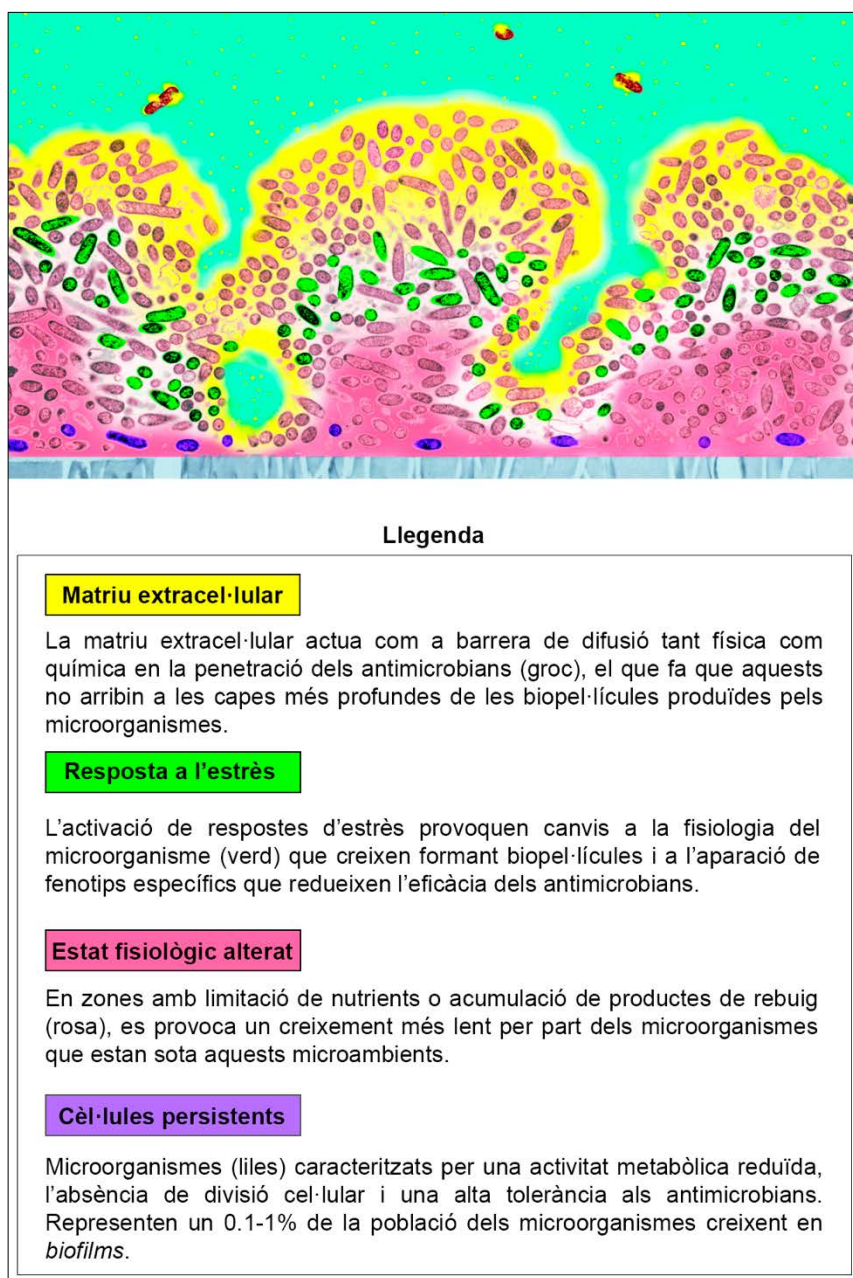 Llegenda
Matriu extracel·lular
La matriu extracel·lular actua com a barrera de difusió tant física com
química en la penetració dels antimicrobians (groc), el que fa que aquests
no arribin a les capes més profundes de les biopel·lícules produïdes pels
microorganismes.
Resposta a l’estrès
L’activació de respostes d’estrès provoquen canvis a la fisiologia del
microorganisme (verd) que creixen formant biopel·lícules i a l’aparició de
fenotips específics que redueixen l’eficàcia dels antimicrobians.
Estat fisiològic alterat
En zones amb limitació de nutrients o acumulació de productes de rebuig
(rosa), es provoca un creixement més lent per part dels microorganismes
que estan sota aquests microambients.
Cèl·lules persistents
Microorganismes (liles) caracteritzats per una activitat metabòlica reduïda,
l’absència de divisió cel·lular i una alta tolerància als antimicrobians.
Representen un 0.1-1% de la població dels microorganismes creixent en
biofilms.